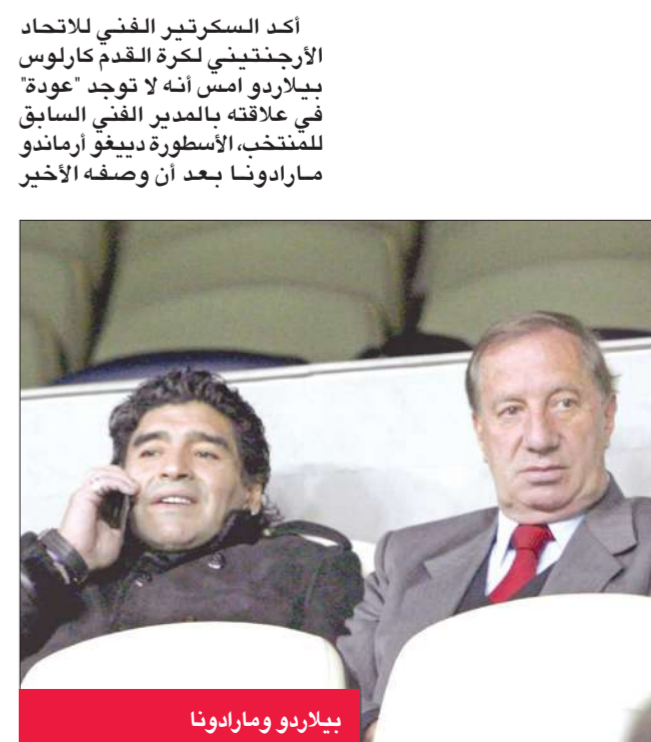 أكد السكرتير الفني للاتحاد
الأرجنتيني لكرة القدم كارلوس
بيلاردو امس أنه لا توجد "عودة"
في علاقته بالمدير الفني السابق
للمنتخب، الأسطورة دييغو أرماندو
مارادونا بعد أن وصفه الأخير
بيلاردو ومارادونا